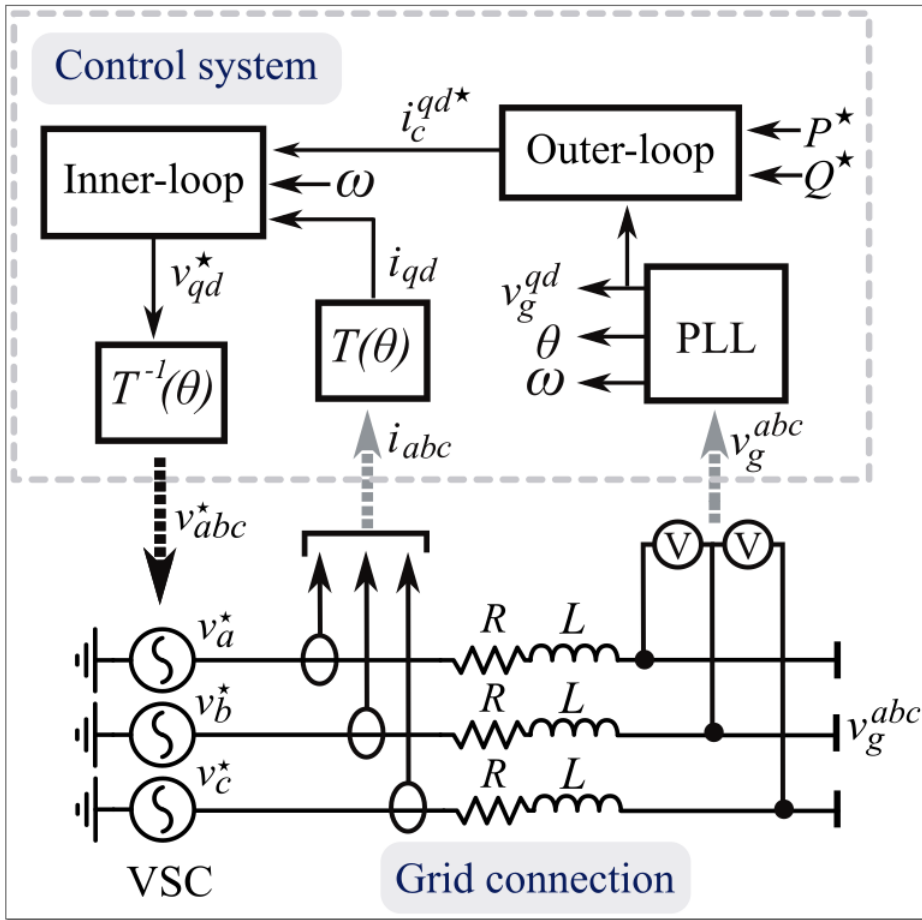 Control system
i_c^{qd★}
P★
Outer-loop
Q★
Inner-loop
ω
v_{qd}^★
i_{qd}
v_g^{qd}
θ
ω
PLL
T(θ)
T^{-1}(θ)
i_{abc}
v_g^{abc}
v_{abc}^★
V V
v_a^★
R L
v_b^★
R L
v_g^{abc}
v_c^★
R L
VSC
Grid connection